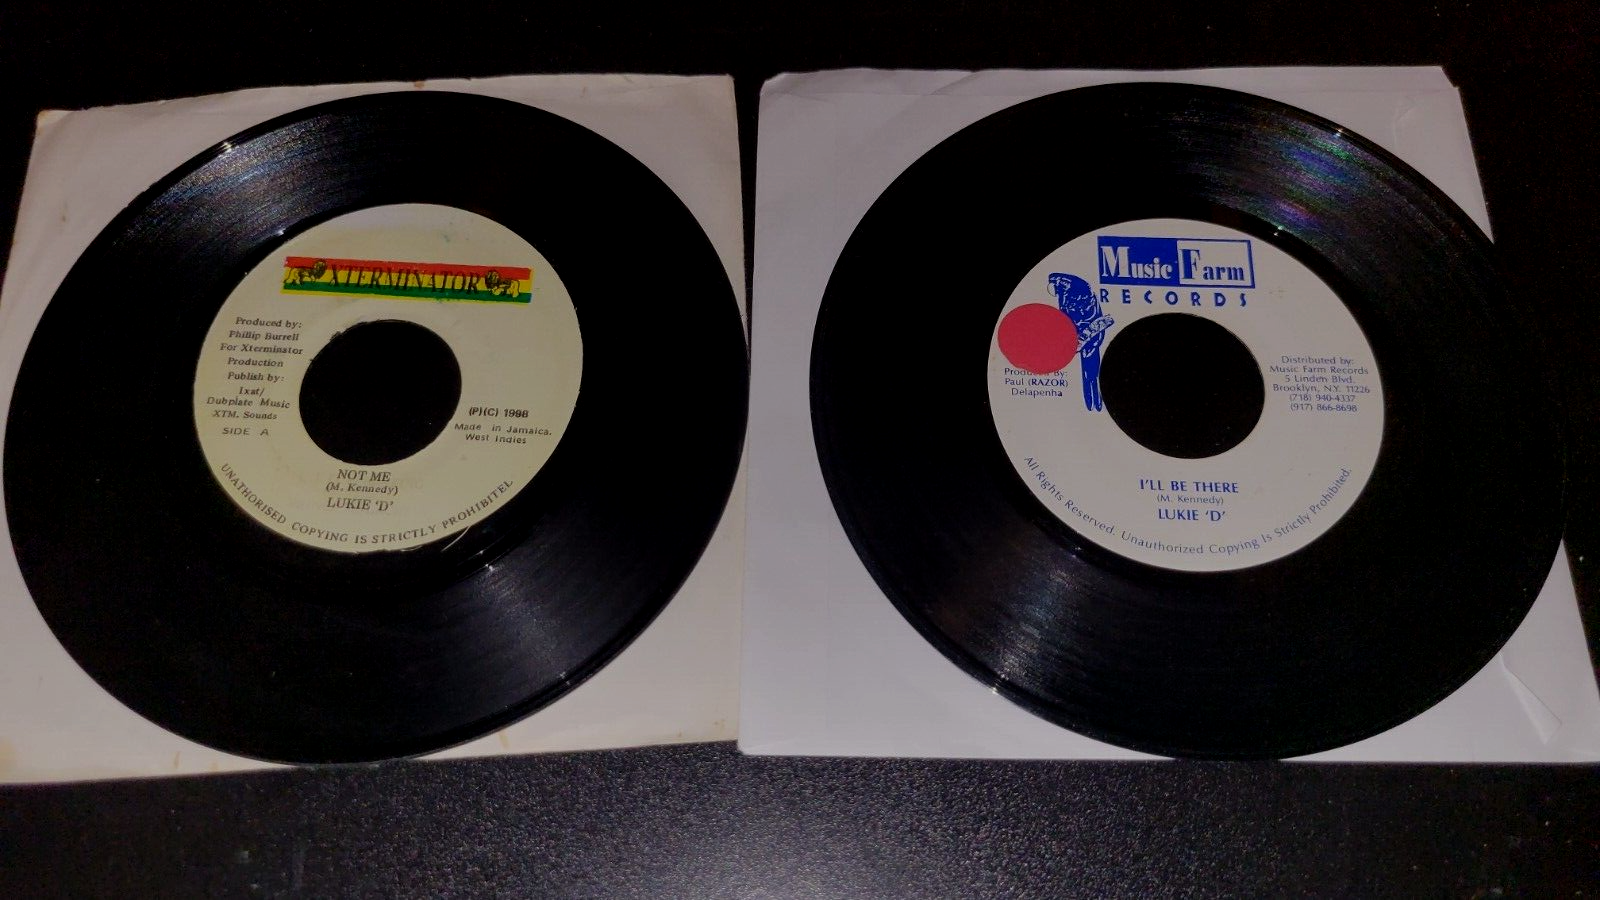 XTERMINATOR
Produced by:
Phillip Burrell
For Xterminator
Production
Publish by:
Ixat/
Dubplate Music
XTM. Sounds
SIDE A
(P)(C) 1998
Made in Jamaica.
West Indies
NOT ME
(M. Kennedy)
LUKIE 'D'
UNATHORISED COPYING IS STRICTLY PROHIBITEL
Music Farm
RECORDS
Produced By:
Paul (RAZOR)
Delapenha
Distributed by:
Music Farm Records
5 Linden Blvd.
Brooklyn, N.Y. 11226
(718) 940-4337
(917) 866-8698
I'LL BE THERE
(M. Kennedy)
LUKIE 'D'
All Rights Reserved. Unauthorized Copying Is Strictly Prohibited.